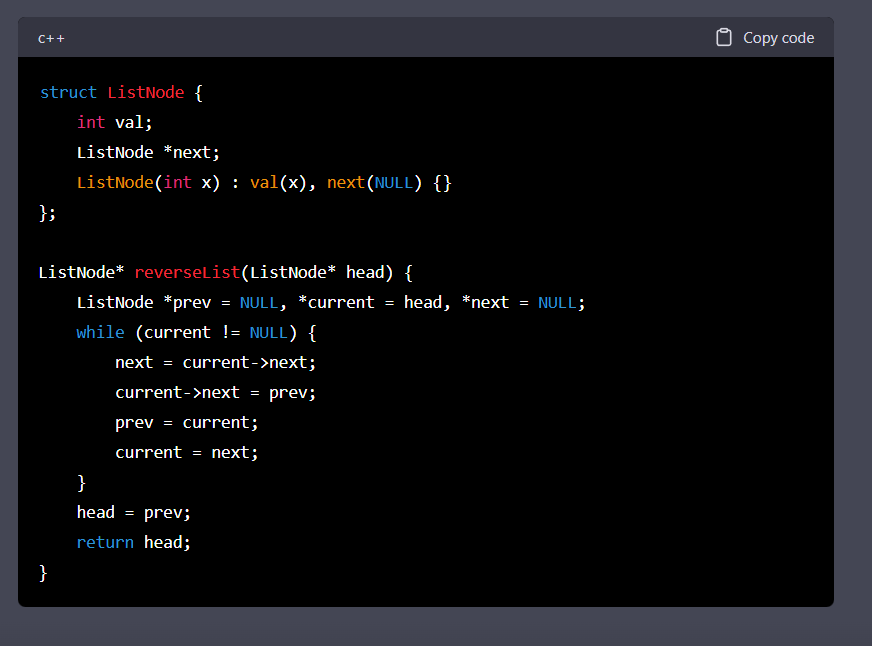 c++
Copy code
struct ListNode {
    int val;
    ListNode *next;
    ListNode(int x) : val(x), next(NULL) {}
};

ListNode* reverseList(ListNode* head) {
    ListNode *prev = NULL, *current = head, *next = NULL;
    while (current != NULL) {
        next = current->next;
        current->next = prev;
        prev = current;
        current = next;
    }
    head = prev;
    return head;
}